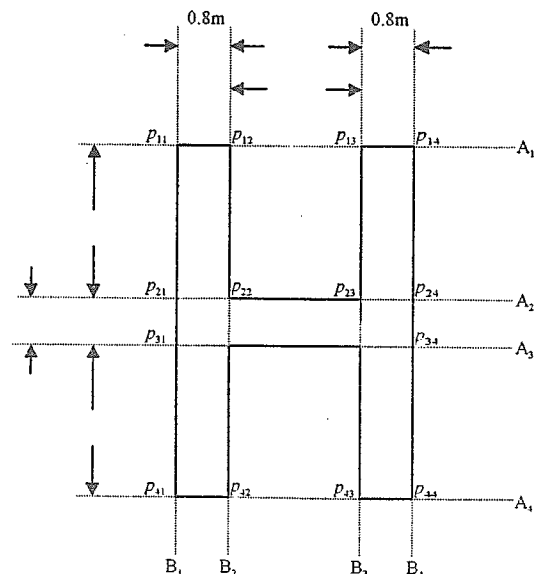 0.8m 0.8m
p₁₁ p₁₂ p₁₃ p₁₄ A₁
p₂₁ p₂₂ p₂₃ p₂₄ A₂
p₃₁ p₃₄ A₃
p₄₁ p₄₂ p₄₃ p₄₄ A₄
B₁ B₂ B₃